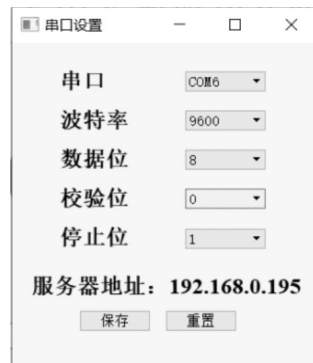 串口设置
串口 COM6
波特率 9600
数据位 8
校验位 0
停止位 1
服务器地址：192.168.0.195
保存 重置